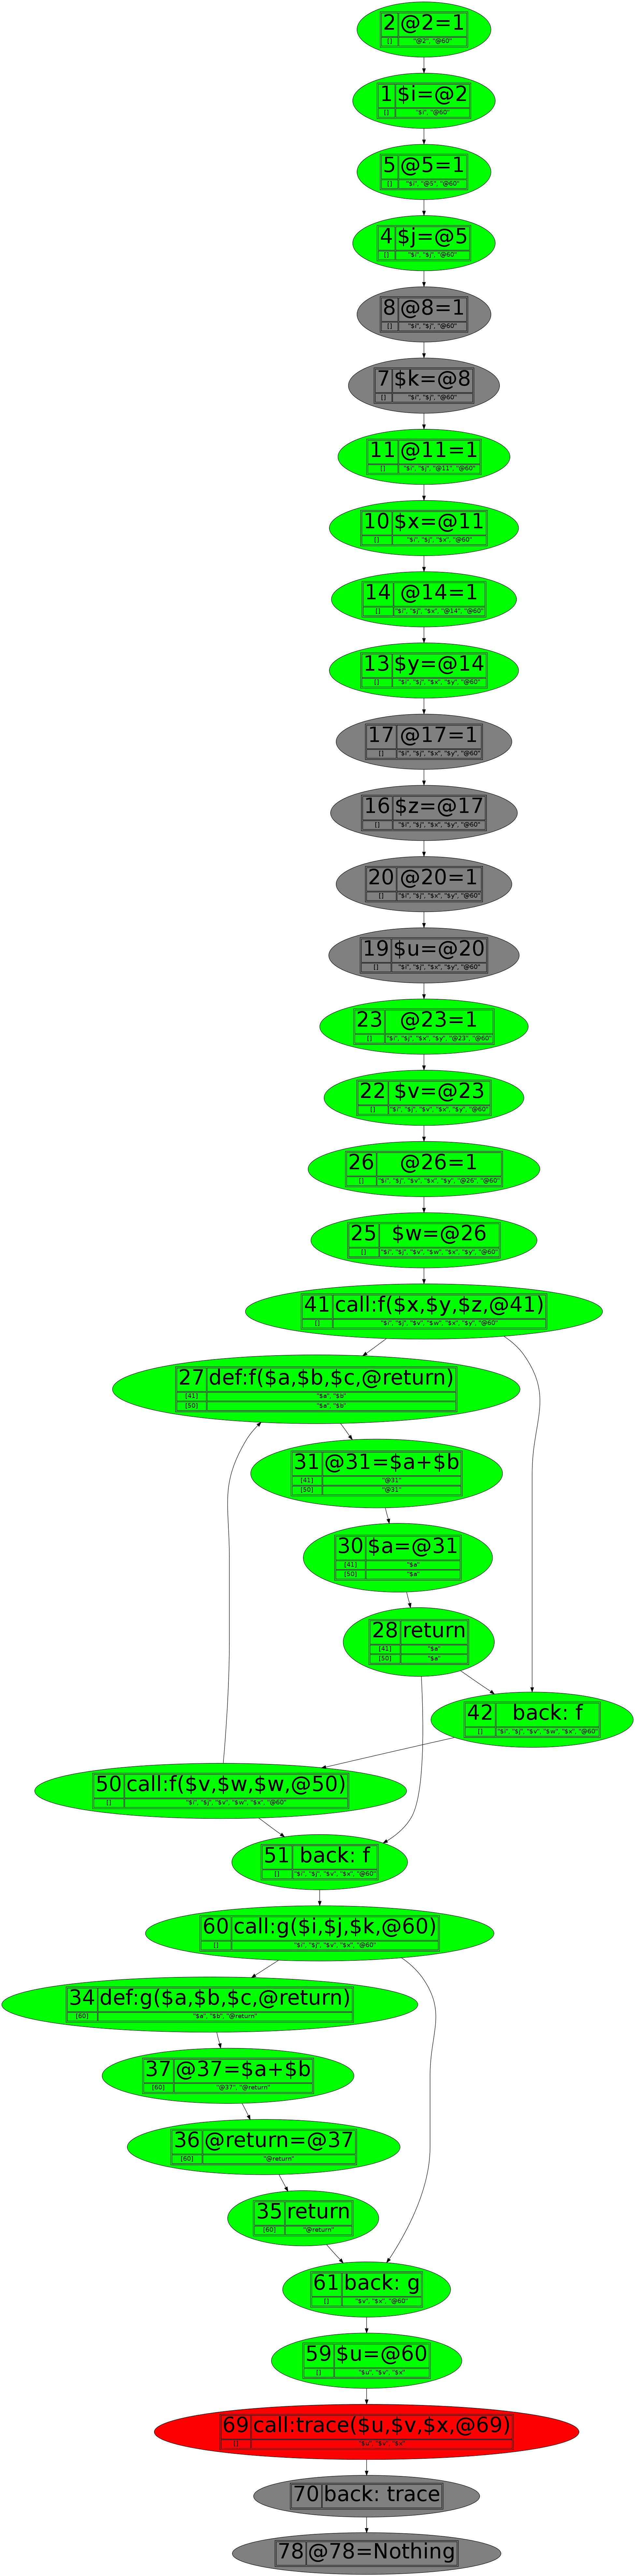 2 @2=1
[] "@2", "@60"
1 $i=@2
[] "$i", "@60"
5 @5=1
[] "$i", "@5", "@60"
4 $j=@5
[] "$i", "$j", "@60"
8 @8=1
[] "$i", "$j", "@60"
7 $k=@8
[] "$i", "$j", "@60"
11 @11=1
[] "$i", "$j", "@11", "@60"
10 $x=@11
[] "$i", "$j", "$x", "@60"
14 @14=1
[] "$i", "$j", "$x", "@14", "@60"
13 $y=@14
[] "$i", "$j", "$x", "$y", "@60"
17 @17=1
[] "$i", "$j", "$x", "$y", "@60"
16 $z=@17
[] "$i", "$j", "$x", "$y", "@60"
20 @20=1
[] "$i", "$j", "$x", "$y", "@60"
19 $u=@20
[] "$i", "$j", "$x", "$y", "@60"
23 @23=1
[] "$i", "$j", "$x", "$y", "@23", "@60"
22 $v=@23
[] "$i", "$j", "$v", "$x", "$y", "@60"
26 @26=1
[] "$i", "$j", "$v", "$x", "$y", "@26", "@60"
25 $w=@26
[] "$i", "$j", "$v", "$w", "$x", "$y", "@60"
41 call:f($x,$y,$z,@41)
[] "$i", "$j", "$v", "$w", "$x", "$y", "@60"
27 def:f($a,$b,$c,@return)
[41] "$a", "$b"
[50] "$a", "$b"
31 @31=$a+$b
[41] "@31"
[50] "@31"
30 $a=@31
[41] "$a"
[50] "$a"
28 return
[41] "$a"
[50] "$a"
42 back: f
[] "$i", "$j", "$v", "$w", "$x", "@60"
50 call:f($v,$w,$w,@50)
[] "$i", "$j", "$v", "$w", "$x", "@60"
51 back: f
[] "$i", "$j", "$v", "$x", "@60"
60 call:g($i,$j,$k,@60)
[] "$i", "$j", "$v", "$x", "@60"
34 def:g($a,$b,$c,@return)
[60] "$a", "$b", "@return"
37 @37=$a+$b
[60] "@37", "@return"
36 @return=@37
[60] "@return"
35 return
[60] "@return"
61 back: g
[] "$v", "$x", "@60"
59 $u=@60
[] "$u", "$v", "$x"
69 call:trace($u,$v,$x,@69)
[] "$u", "$v", "$x"
70 back: trace
78 @78=Nothing